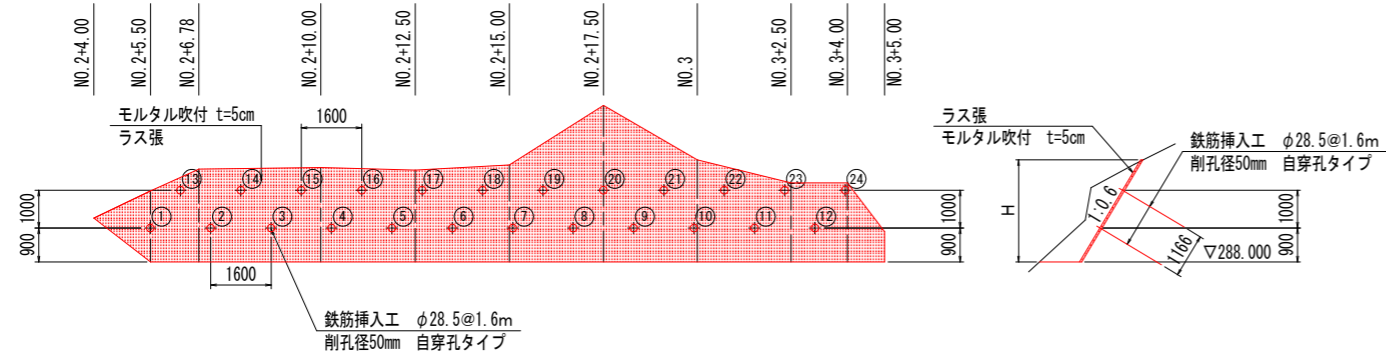 NO.2+4.00
NO.2+5.50
NO.2+6.78
NO.2+10.00
NO.2+12.50
NO.2+15.00
NO.2+17.50
NO.3
NO.3+2.50
NO.3+4.00
NO.3+5.00
モルタル吹付 t=5cm
ラス張
1600
⑬
⑭
⑮
⑯
⑰
⑱
⑲
⑳
㉑
㉒
㉓
㉔
①
②
③
④
⑤
⑥
⑦
⑧
⑨
⑩
⑪
⑫
1000
900
1600
鉄筋挿入工 φ28.5@1.6m
削孔径50mm 自穿孔タイプ
1000
900
ラス張
モルタル吹付 t=5cm
鉄筋挿入工 φ28.5@1.6m
削孔径50mm 自穿孔タイプ
H
1:0.6
1166
▽288.000
1000
900